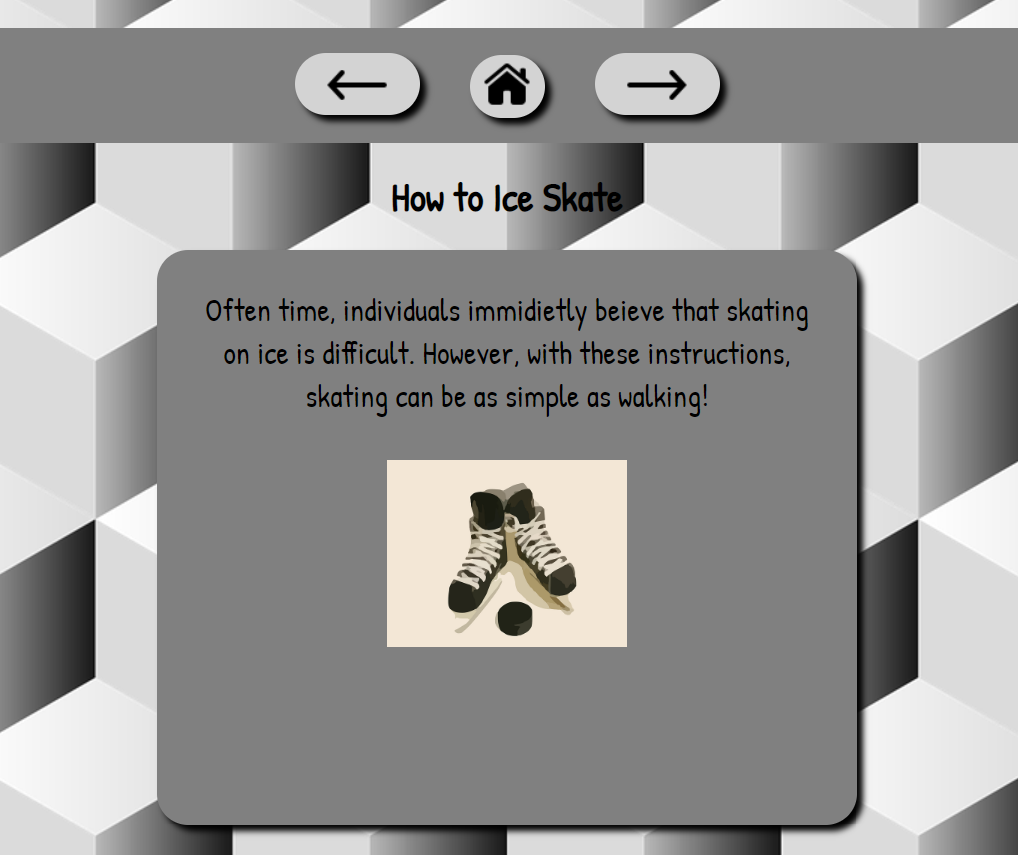 How to Ice Skate
Often time, individuals immidietly beieve that skating
on ice is difficult. However, with these instructions,
skating can be as simple as walking!